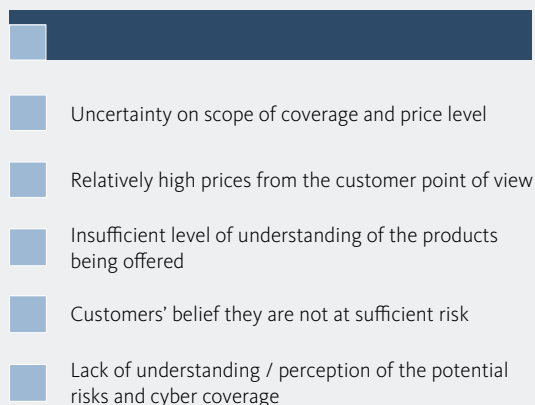 Uncertainty on scope of coverage and price level
Relatively high prices from the customer point of view
Insufficient level of understanding of the products
being offered
Customers' belief they are not at sufficient risk
Lack of understanding / perception of the potential
risks and cyber coverage